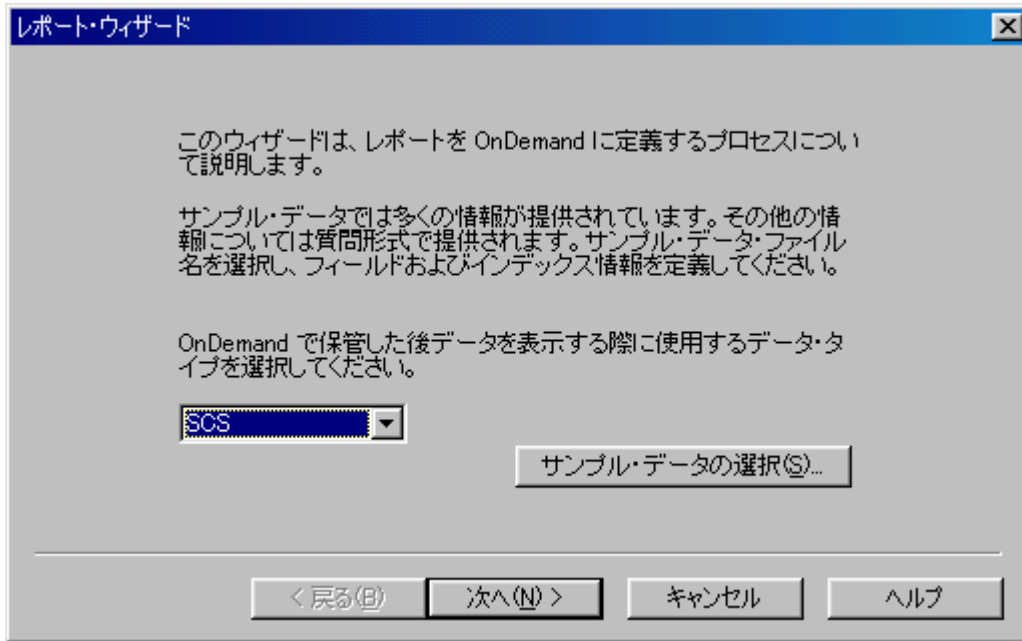 レポート・ウィザード
このウィザードは、レポートを OnDemand に定義するプロセスについ
て説明します。
サンプル・データでは多くの情報が提供されています。その他の情
報については質問形式で提供されます。サンプル・データ・ファイル
名を選択し、フィールドおよびインデックス情報を定義してください。
OnDemand で保管した後データを表示する際に使用するデータ・タ
イプを選択してください。
SCS
サンプル・データの選択(S)...
< 戻る(B)
次へ(N) >
キャンセル
ヘルプ